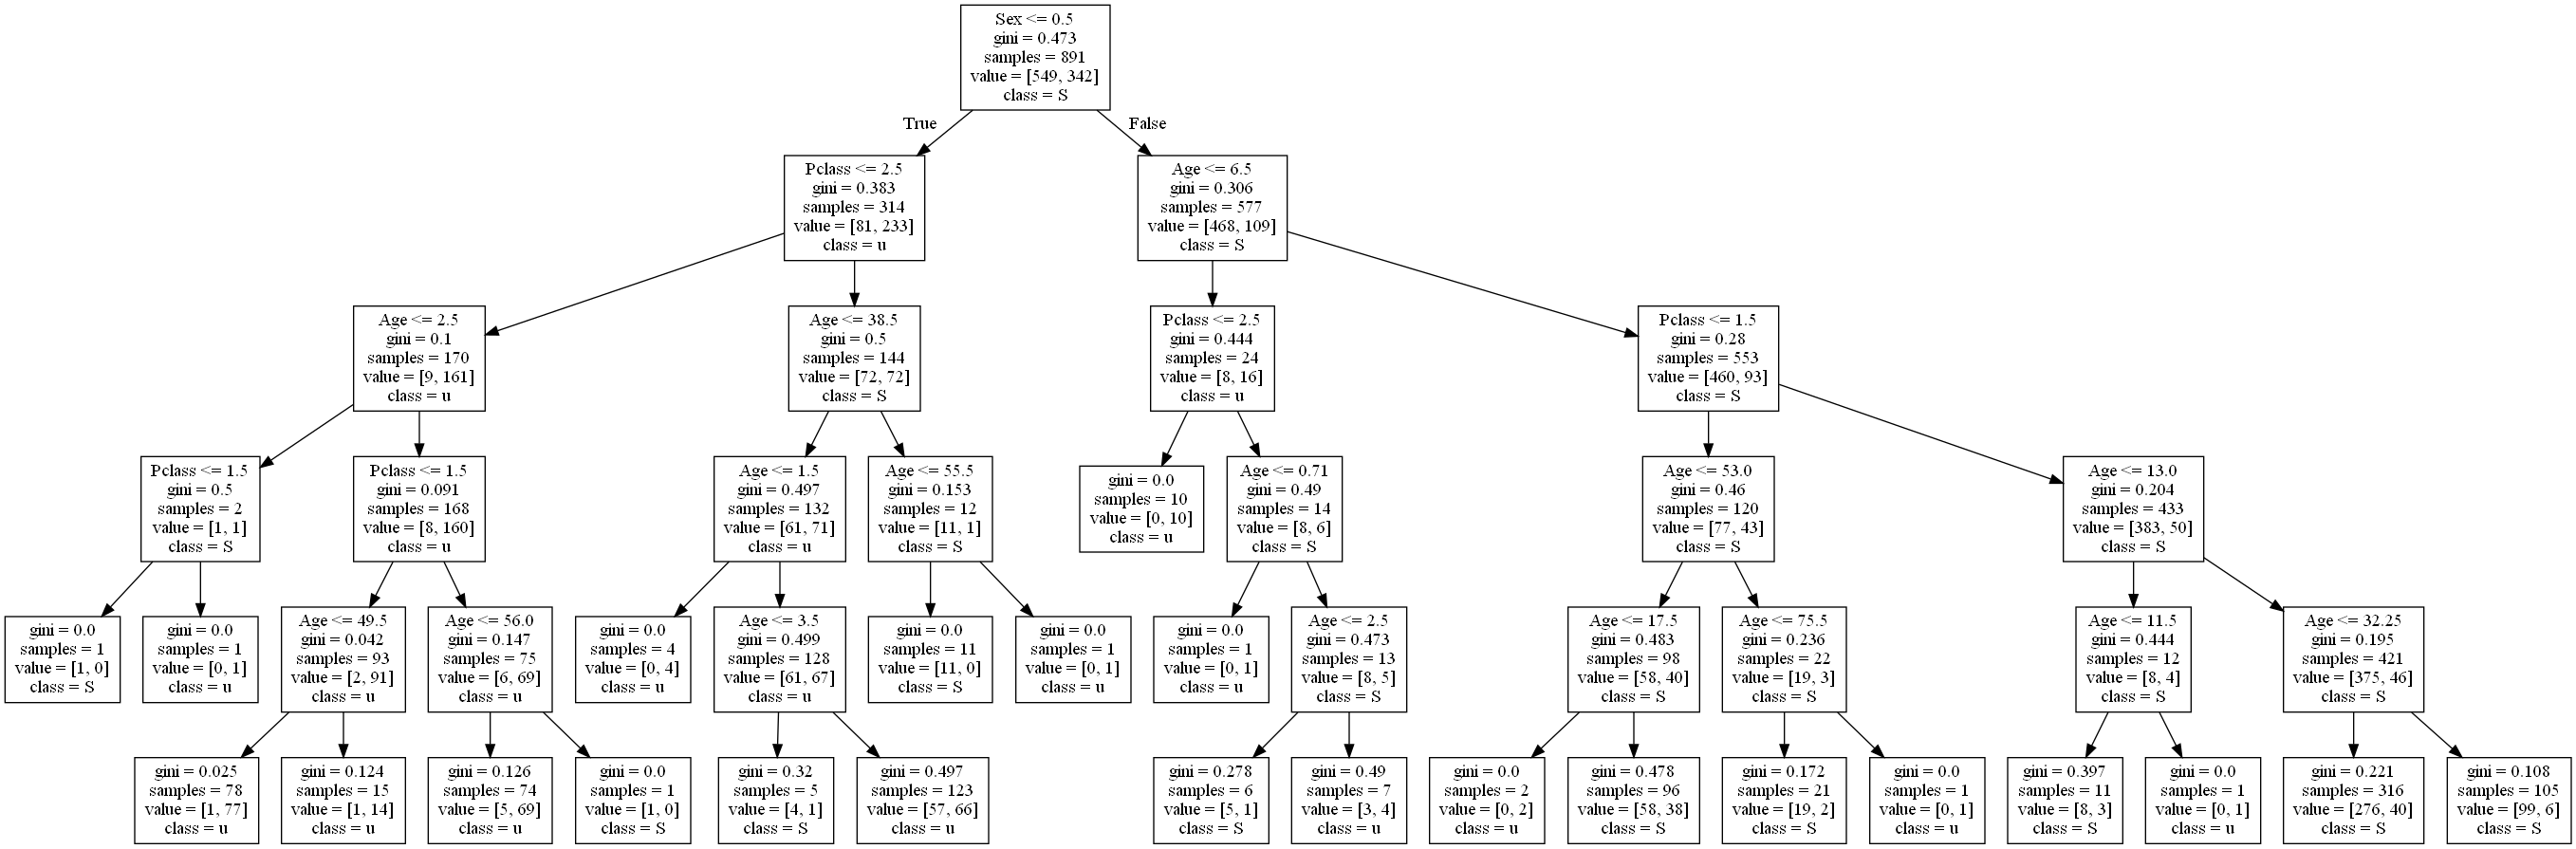 Sex <= 0.5
gini = 0.473
samples = 891
value = [549, 342]
class = S
True
False
Pclass <= 2.5
gini = 0.383
samples = 314
value = [81, 233]
class = u
Age <= 6.5
gini = 0.306
samples = 577
value = [468, 109]
class = S
Age <= 2.5
gini = 0.1
samples = 170
value = [9, 161]
class = u
Age <= 38.5
gini = 0.5
samples = 144
value = [72, 72]
class = S
Pclass <= 2.5
gini = 0.444
samples = 24
value = [8, 16]
class = u
Pclass <= 1.5
gini = 0.28
samples = 553
value = [460, 93]
class = S
Pclass <= 1.5
gini = 0.5
samples = 2
value = [1, 1]
class = S
Pclass <= 1.5
gini = 0.091
samples = 168
value = [8, 160]
class = u
Age <= 1.5
gini = 0.497
samples = 132
value = [61, 71]
class = u
Age <= 55.5
gini = 0.153
samples = 12
value = [11, 1]
class = S
gini = 0.0
samples = 10
value = [0, 10]
class = u
Age <= 0.71
gini = 0.49
samples = 14
value = [8, 6]
class = S
Age <= 53.0
gini = 0.46
samples = 120
value = [77, 43]
class = S
Age <= 13.0
gini = 0.204
samples = 433
value = [383, 50]
class = S
gini = 0.0
samples = 1
value = [1, 0]
class = S
gini = 0.0
samples = 1
value = [0, 1]
class = u
Age <= 49.5
gini = 0.042
samples = 93
value = [2, 91]
class = u
Age <= 56.0
gini = 0.147
samples = 75
value = [6, 69]
class = u
gini = 0.0
samples = 4
value = [0, 4]
class = u
Age <= 3.5
gini = 0.499
samples = 128
value = [61, 67]
class = u
gini = 0.0
samples = 11
value = [11, 0]
class = S
gini = 0.0
samples = 1
value = [0, 1]
class = u
gini = 0.0
samples = 1
value = [0, 1]
class = u
Age <= 2.5
gini = 0.473
samples = 13
value = [8, 5]
class = S
Age <= 17.5
gini = 0.483
samples = 98
value = [58, 40]
class = S
Age <= 75.5
gini = 0.236
samples = 22
value = [19, 3]
class = S
Age <= 11.5
gini = 0.444
samples = 12
value = [8, 4]
class = S
Age <= 32.25
gini = 0.195
samples = 421
value = [375, 46]
class = S
gini = 0.025
samples = 78
value = [1, 77]
class = u
gini = 0.124
samples = 15
value = [1, 14]
class = u
gini = 0.126
samples = 74
value = [5, 69]
class = u
gini = 0.0
samples = 1
value = [1, 0]
class = S
gini = 0.32
samples = 5
value = [4, 1]
class = S
gini = 0.497
samples = 123
value = [57, 66]
class = u
gini = 0.278
samples = 6
value = [5, 1]
class = S
gini = 0.49
samples = 7
value = [3, 4]
class = u
gini = 0.0
samples = 2
value = [0, 2]
class = u
gini = 0.478
samples = 96
value = [58, 38]
class = S
gini = 0.172
samples = 21
value = [19, 2]
class = S
gini = 0.0
samples = 1
value = [0, 1]
class = u
gini = 0.397
samples = 11
value = [8, 3]
class = S
gini = 0.0
samples = 1
value = [0, 1]
class = u
gini = 0.221
samples = 316
value = [276, 40]
class = S
gini = 0.108
samples = 105
value = [99, 6]
class = S